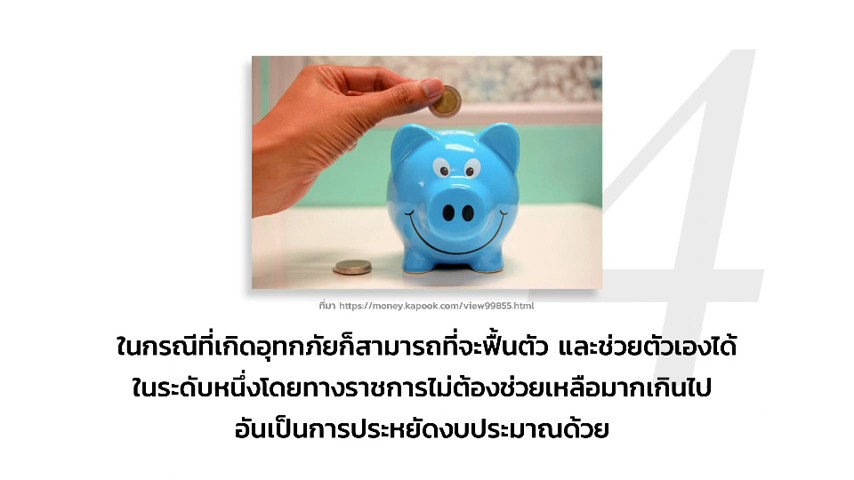 4
ที่มา https://money.kapook.com/view99855.html
ในกรณีที่เกิดอุทกภัยก็สามารถที่จะฟื้นตัว และช่วยตัวเองได้
ในระดับหนึ่งโดยทางราชการไม่ต้องช่วยเหลือมากเกินไป
อันเป็นการประหยัดงบประมาณด้วย